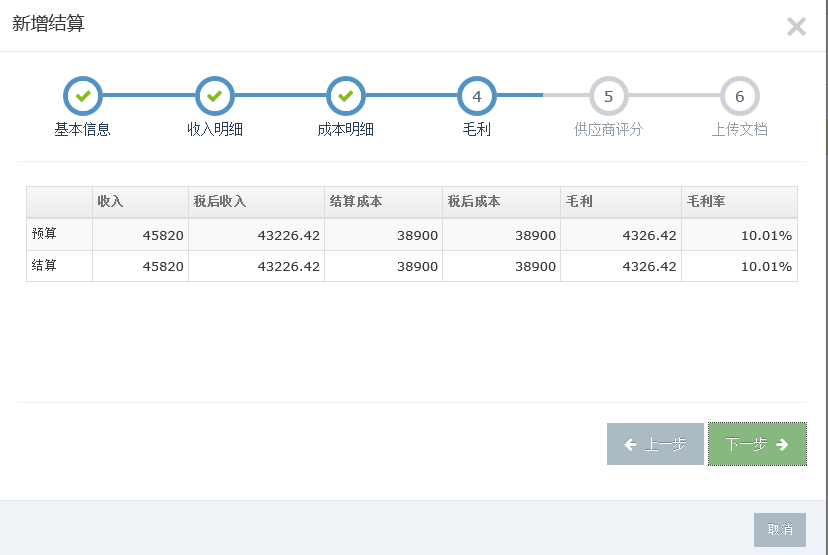 新增结算
4 5 6
基本信息 收入明细 成本明细 毛利 供应商评分 上传文档
收入 税后收入 结算成本 税后成本 毛利 毛利率
预算 45820 43226.42 38900 38900 4326.42 10.01%
结算 45820 43226.42 38900 38900 4326.42 10.01%
上一步 下一步
取消